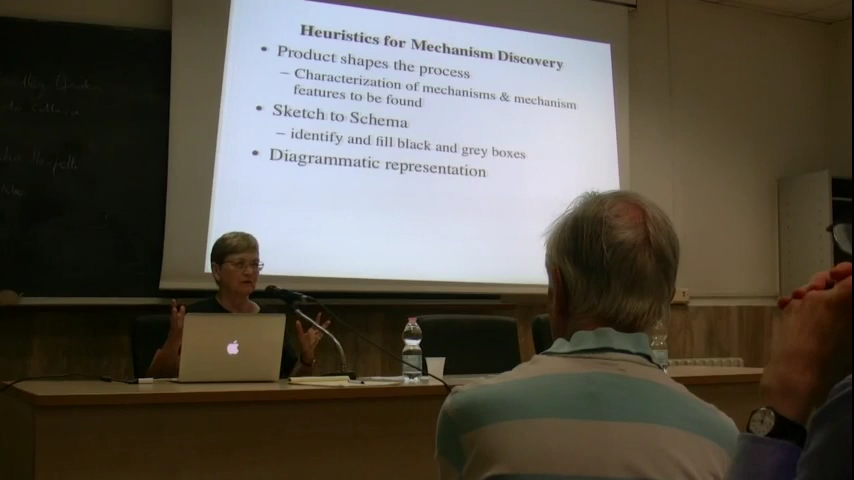 Heuristics for Mechanism Discovery
• Product shapes the process
– Characterization of mechanisms & mechanism
features to be found
• Sketch to Schema
– identify and fill black and grey boxes
• Diagrammatic representation